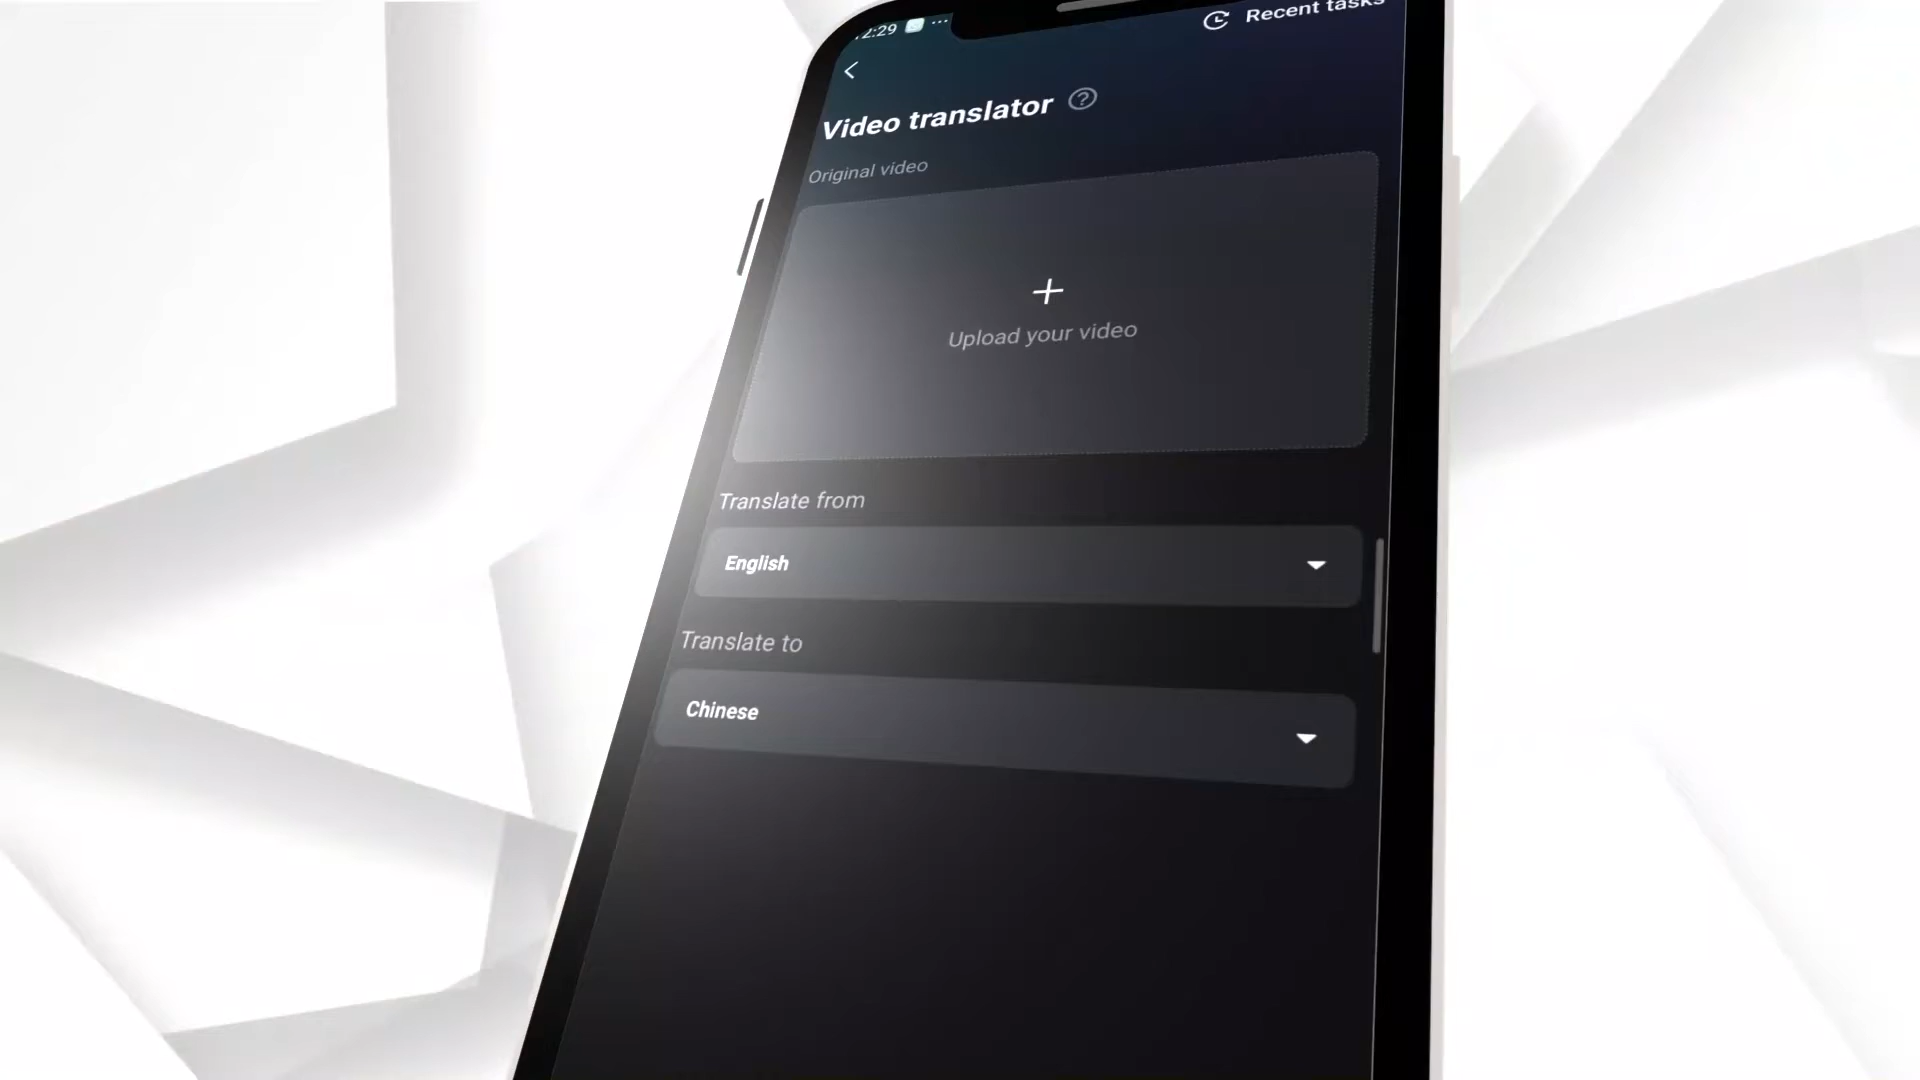 2:29 ...
Recent tasks
Video translator ?
Original video
+
Upload your video
Translate from
English
Translate to
Chinese